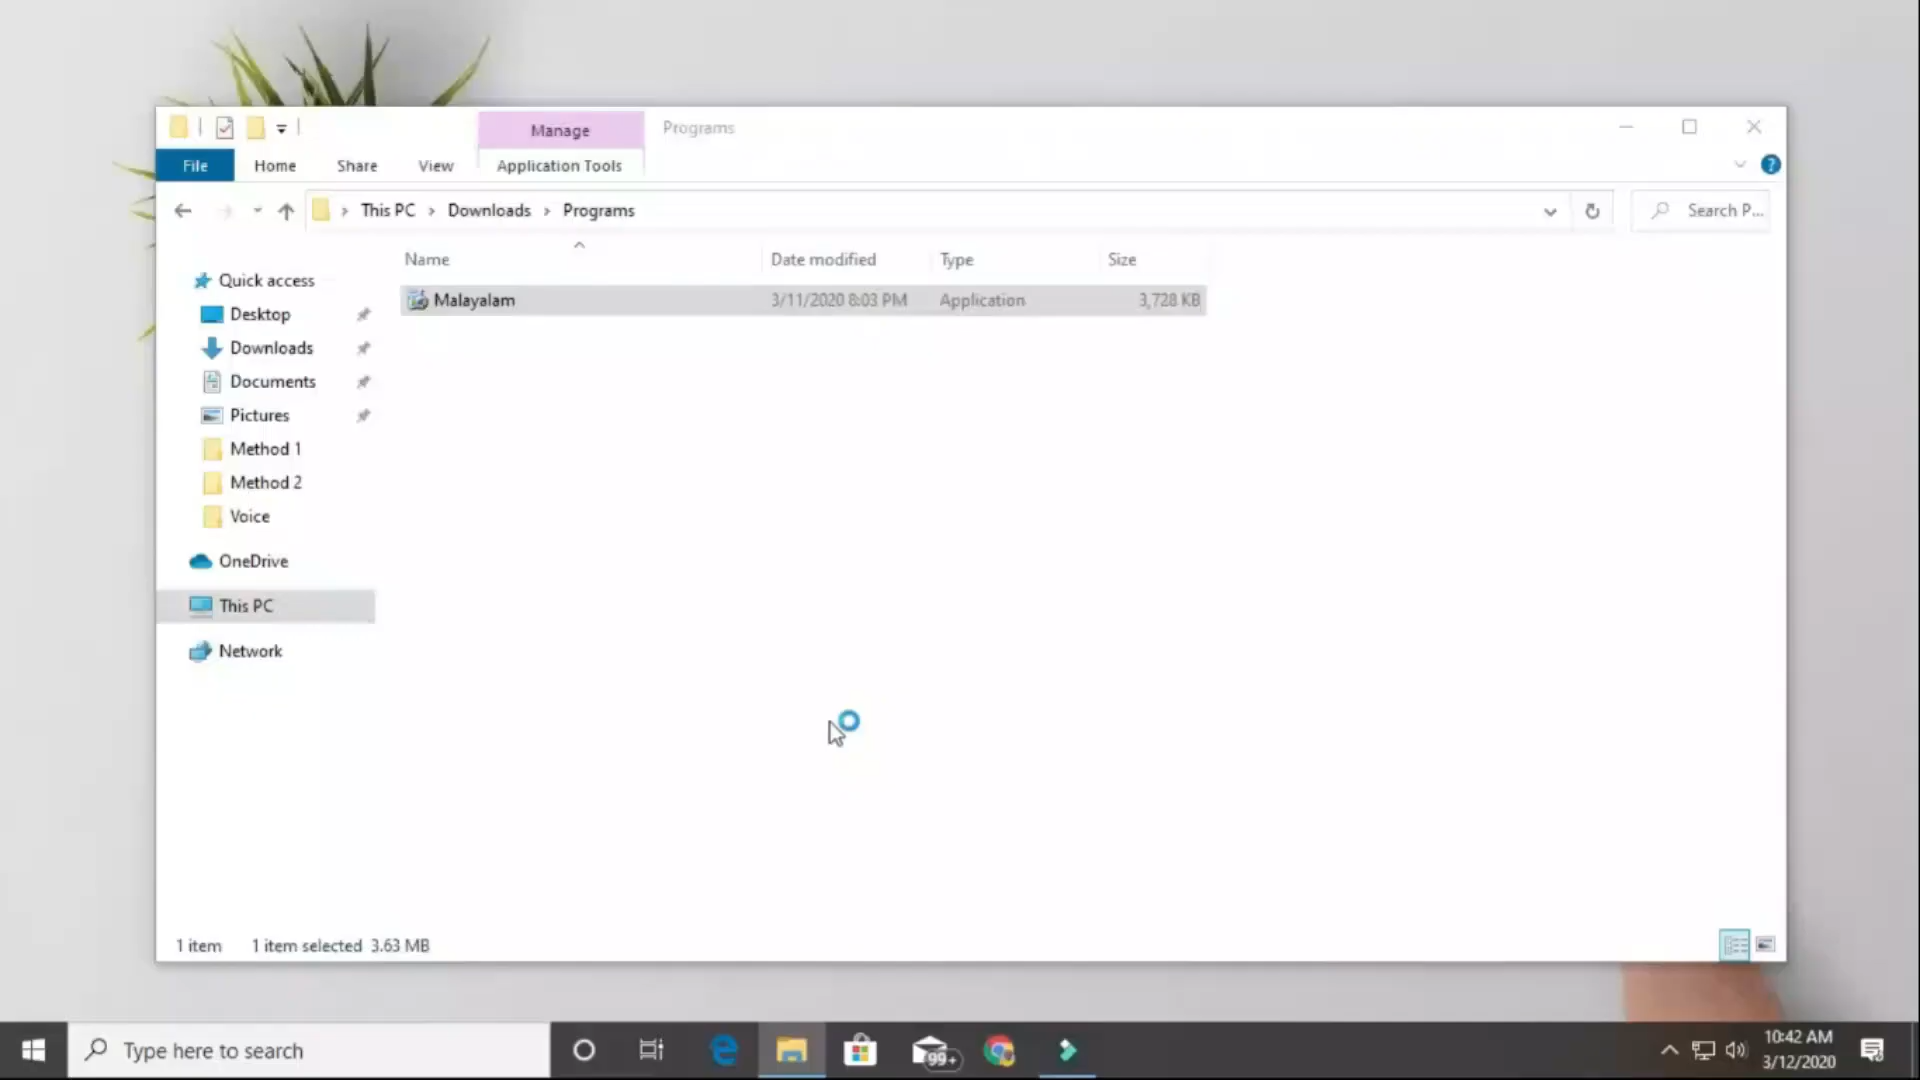 Manage
Programs
File
Home
Share
View
Application Tools
This PC
Downloads
Programs
Search P...
Name
Date modified
Type
Size
Malayalam
3/11/2020 8:03 PM
Application
3,728 KB
Quick access
Desktop
Downloads
Documents
Pictures
Method 1
Method 2
Voice
OneDrive
This PC
Network
1 item
1 item selected 3.63 MB
Type here to search
99+
10:42 AM
3/12/2020